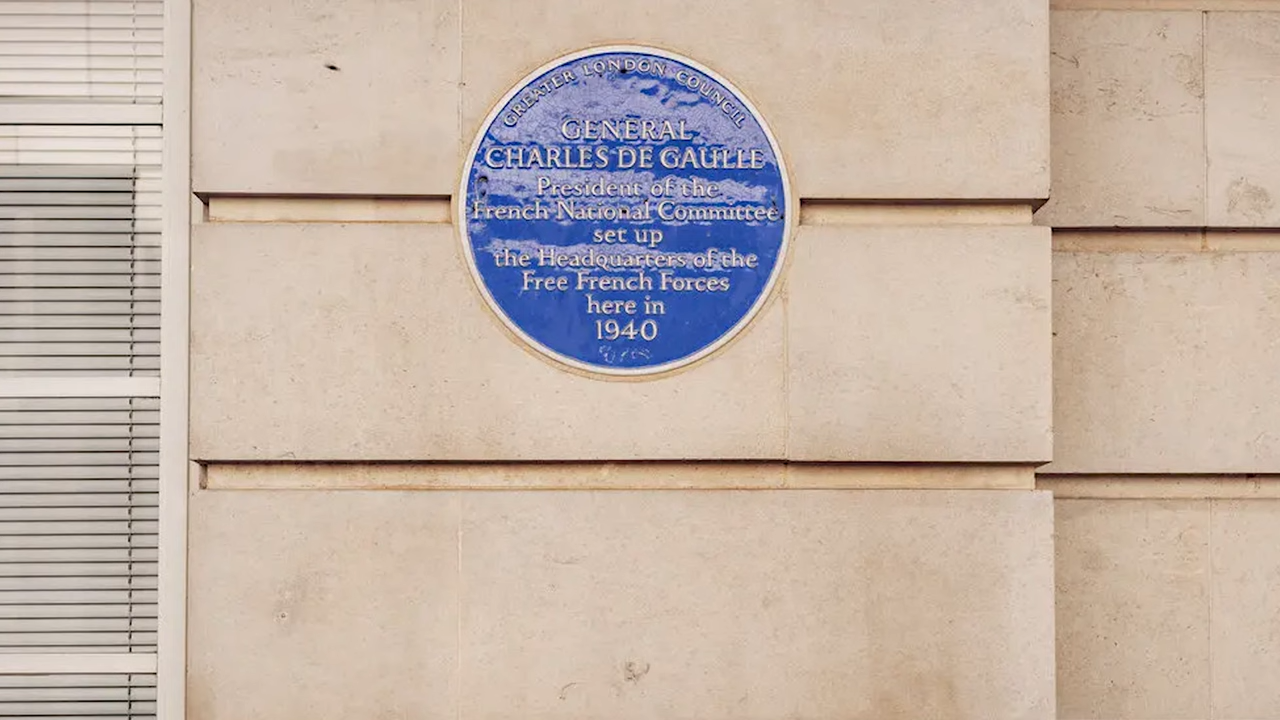 GREATER LONDON COUNCIL
GENERAL
CHARLES DE GAULLE
President of the
French National Committee
set up
the Headquarters of the
Free French Forces
here in
1940